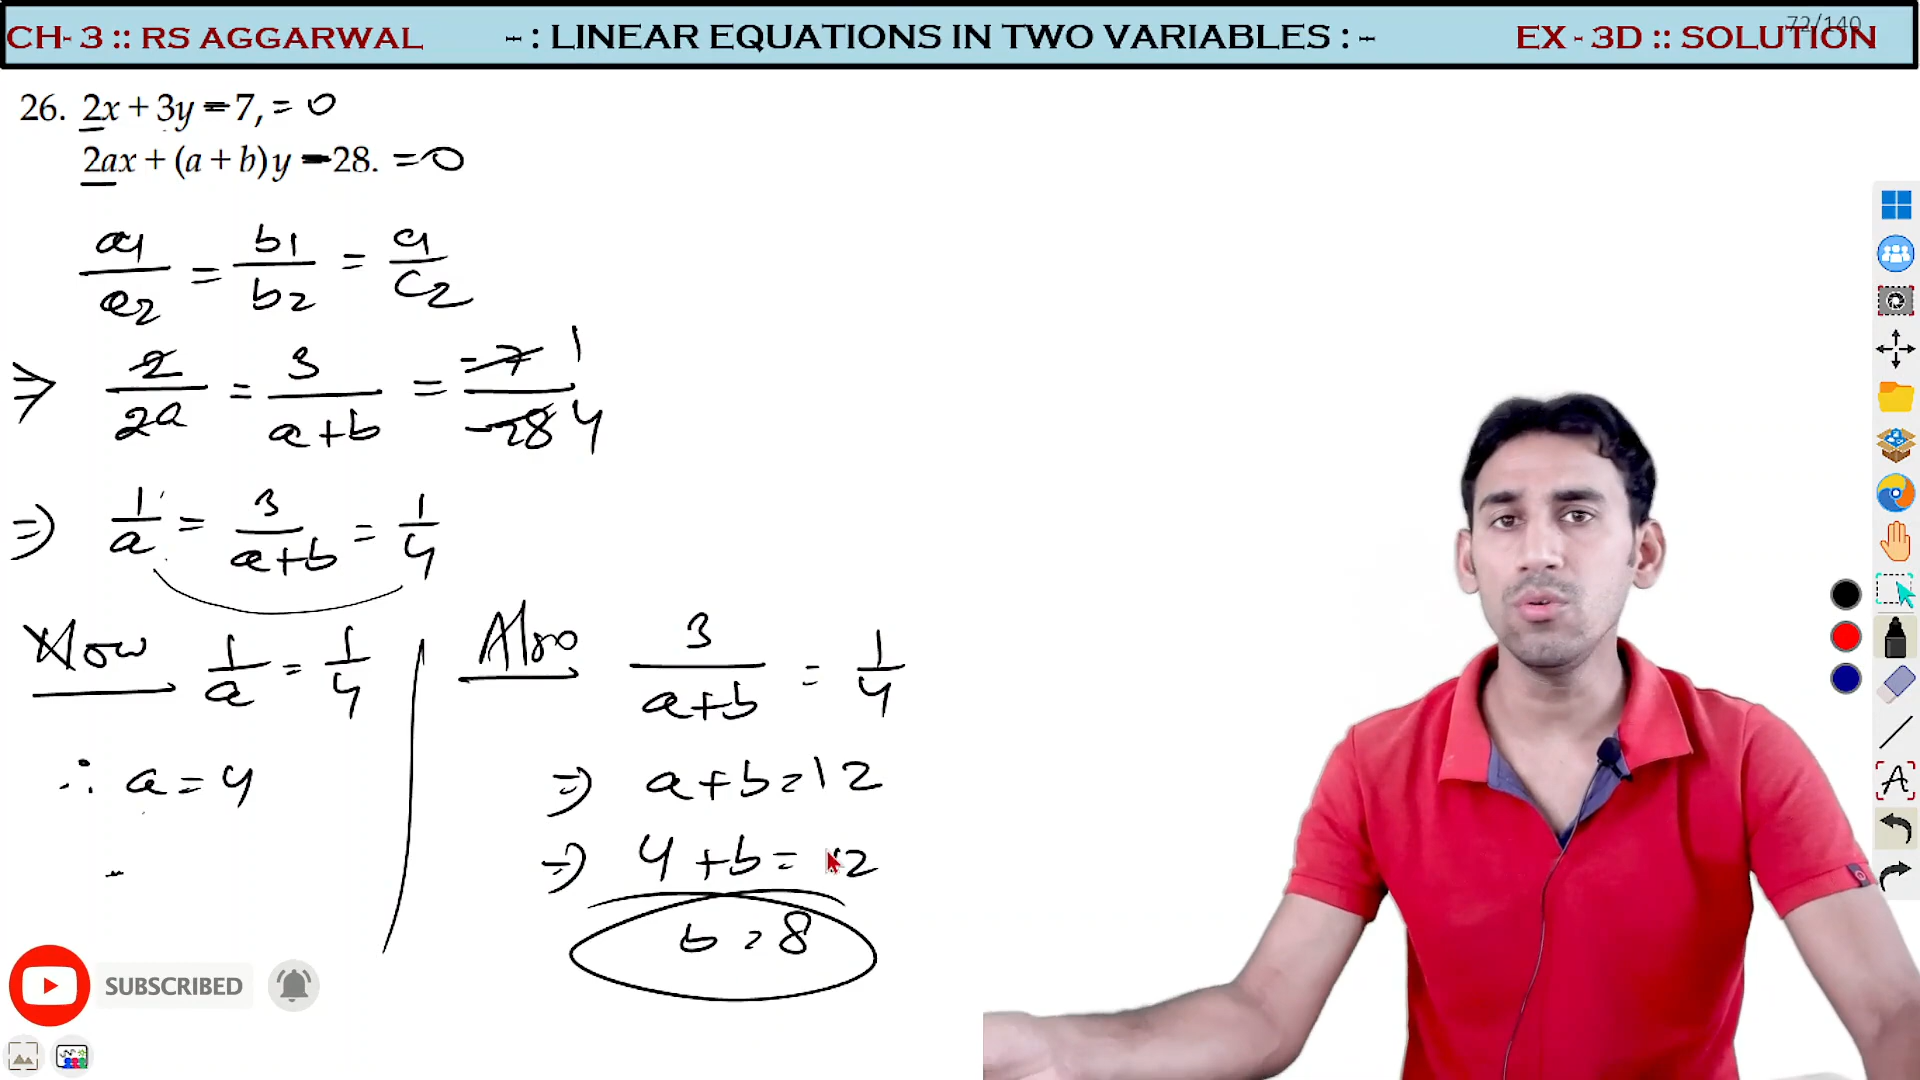 CH- 3 :: RS AGGARWAL - : LINEAR EQUATIONS IN TWO VARIABLES : - EX - 3D :: SOLUTION
72/140
26. 2x + 3y - 7, = 0
2ax + (a + b)y - 28. = 0
a1/a2 = b1/b2 = c1/c2
⇒ 2/2a = 3/a+b = -7/-28 1/4
⇒ 1/a = 3/a+b = 1/4
Now 1/a = 1/4
∴ a = 4
Also 3/a+b = 1/4
⇒ a+b = 12
⇒ 4+b = 12
b = 8
SUBSCRIBED